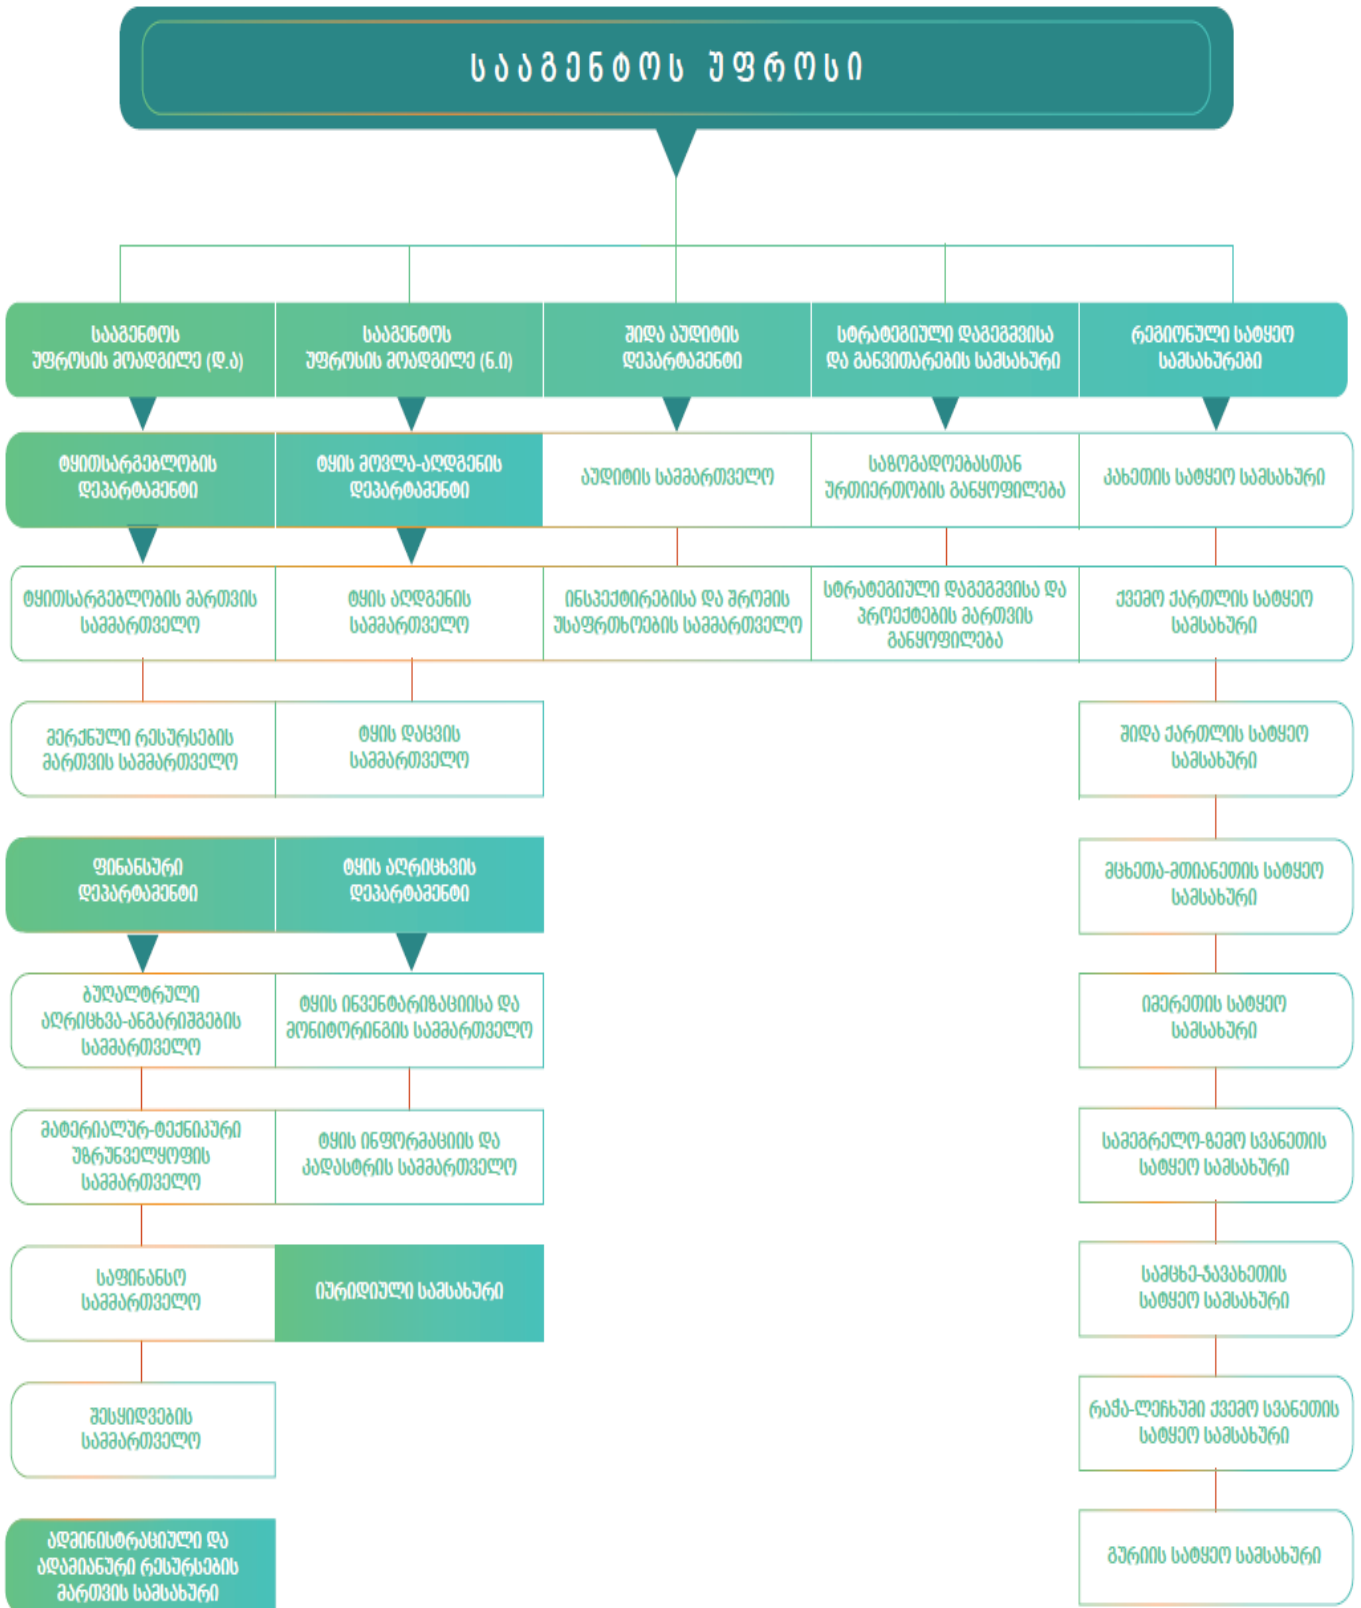 სააგენტოს უფროსი
სააგენტოს
უფროსის მოადგილე (დ.ა)
სააგენტოს
უფროსის მოადგილე (ნ.ი)
შიდა აუდიტის
დეპარტამენტი
სტრატეგიული დაგეგმვისა
და განვითარების სამსახური
რეგიონული სატყეო
სამსახურები
ტყითსარგებლობის
დეპარტამენტი
ტყის მოვლა-აღდგენის
დეპარტამენტი
აუდიტის სამმართველო
საზოგადოებასთან
ურთიერთობის განყოფილება
კახეთის სატყეო სამსახური
ტყითსარგებლობის მართვის
სამმართველო
ტყის აღდგენის
სამმართველო
ინსპექტირებისა და შრომის
უსაფრთხოების სამმართველო
სტრატეგიული დაგეგმვისა და
პროექტების მართვის
განყოფილება
ქვემო ქართლის სატყეო
სამსახური
მერქნული რესურსების
მართვის სამმართველო
ტყის დაცვის
სამმართველო
შიდა ქართლის სატყეო
სამსახური
ფინანსური
დეპარტამენტი
ტყის აღრიცხვის
დეპარტამენტი
მცხეთა-მთიანეთის სატყეო
სამსახური
ბუღალტრული
აღრიცხვა-ანგარიშგების
სამმართველო
ტყის ინვენტარიზაციისა და
მონიტორინგის სამმართველო
იმერეთის სატყეო
სამსახური
მატერიალურ-ტექნიკური
უზრუნველყოფის
სამმართველო
ტყის ინფორმაციის და
კადასტრის სამმართველო
სამეგრელო-ზემო სვანეთის
სატყეო სამსახური
საფინანსო
სამმართველო
იურიდიული სამსახური
სამცხე-ჯავახეთის
სატყეო სამსახური
შესყიდვების
სამმართველო
რაჭა-ლეჩხუმი ქვემო სვანეთის
სატყეო სამსახური
ადმინისტრაციული და
ადამიანური რესურსების
მართვის სამსახური
გურიის სატყეო სამსახური